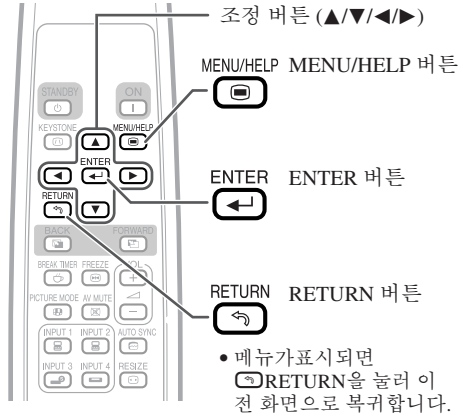 조정 버튼 (▲/▼/◀/▶)
MENU/HELP MENU/HELP 버튼
STANDBY ON
KEYSTONE MENU/HELP
ENTER
ENTER ENTER 버튼
RETURN
BACK FORWARD
BREAK TIMER FREEZE VOL
PICTURE MODE AV MUTE
RETURN RETURN 버튼
INPUT 1 INPUT 2 AUTO SYNC
INPUT 3 INPUT 4 RESIZE
• 메뉴가표시되면
RETURN을 눌러 이
전 화면으로 복귀합니다.